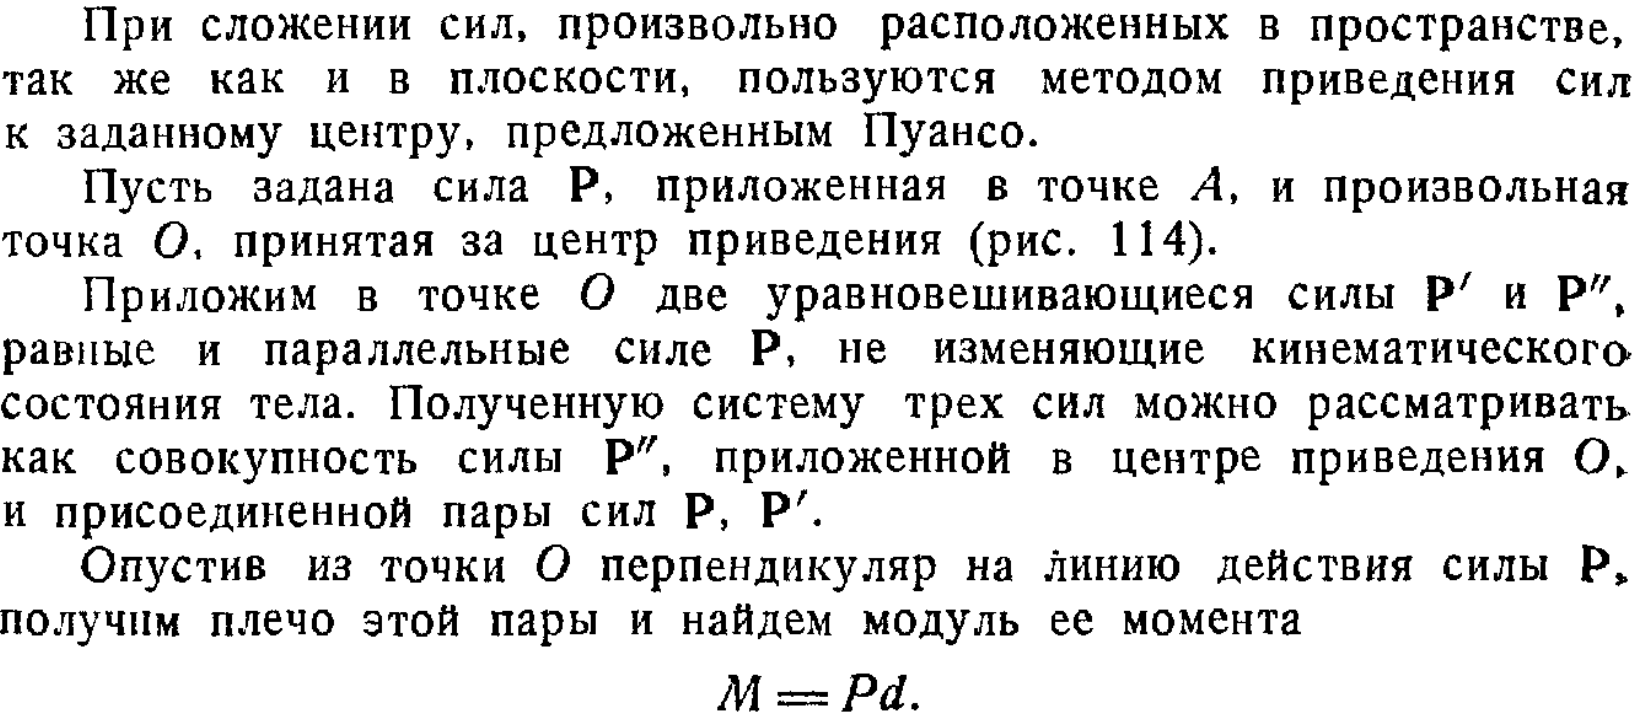 При сложении сил, произвольно расположенных в пространстве,
так же как и в плоскости, пользуются методом приведения сил
к заданному центру, предложенным Пуансо.
Пусть задана сила P, приложенная в точке A, и произвольная
точка O, принятая за центр приведения (рис. 114).
Приложим в точке O две уравновешивающиеся силы P′ и P″,
равные и параллельные силе P, не изменяющие кинематического
состояния тела. Полученную систему трех сил можно рассматривать
как совокупность силы P″, приложенной в центре приведения O,
и присоединенной пары сил P, P′.
Опустив из точки O перпендикуляр на линию действия силы P,
получим плечо этой пары и найдем модуль ее момента
M = Pd.